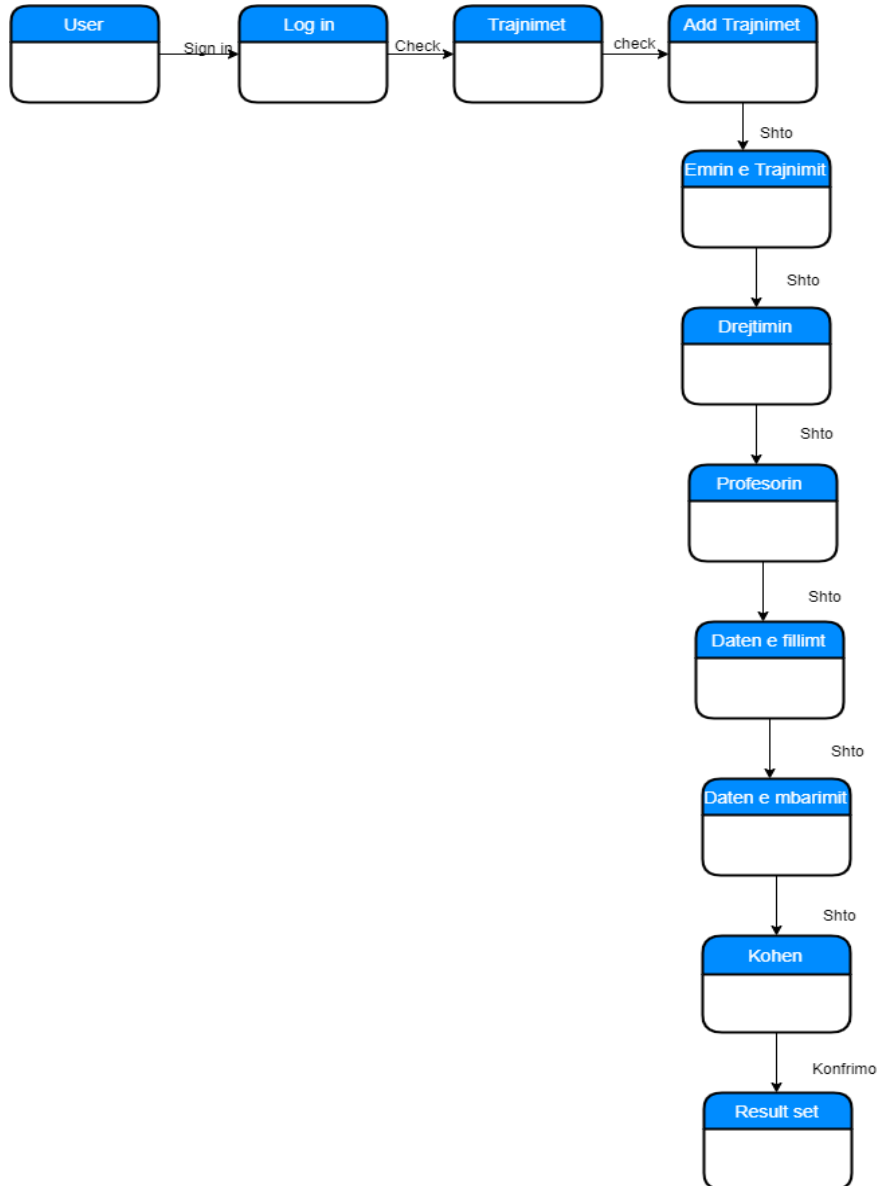 User
Sign in
Log in
Check
Trajnimet
check
Add Trajnimet
Shto
Emrin e Trajnimit
Shto
Drejtimin
Shto
Profesorin
Shto
Daten e fillimt
Shto
Daten e mbarimit
Shto
Kohen
Konfrimo
Result set